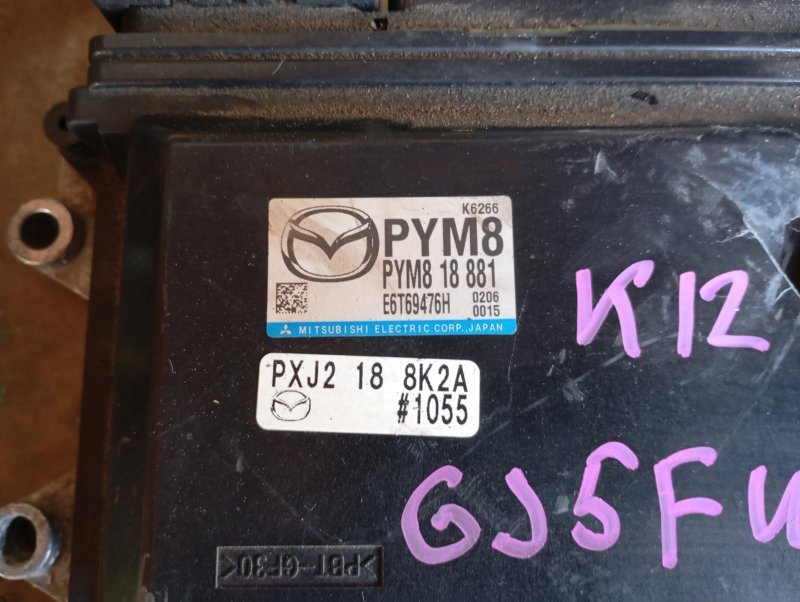 K6266
PYM8
PYM8 18 881
E6T69476H 0206
0015
MITSUBISHI ELECTRIC CORP., JAPAN
K12
PXJ2 18 8K2A
#1055
GJ5FW
>PBT-GF30<